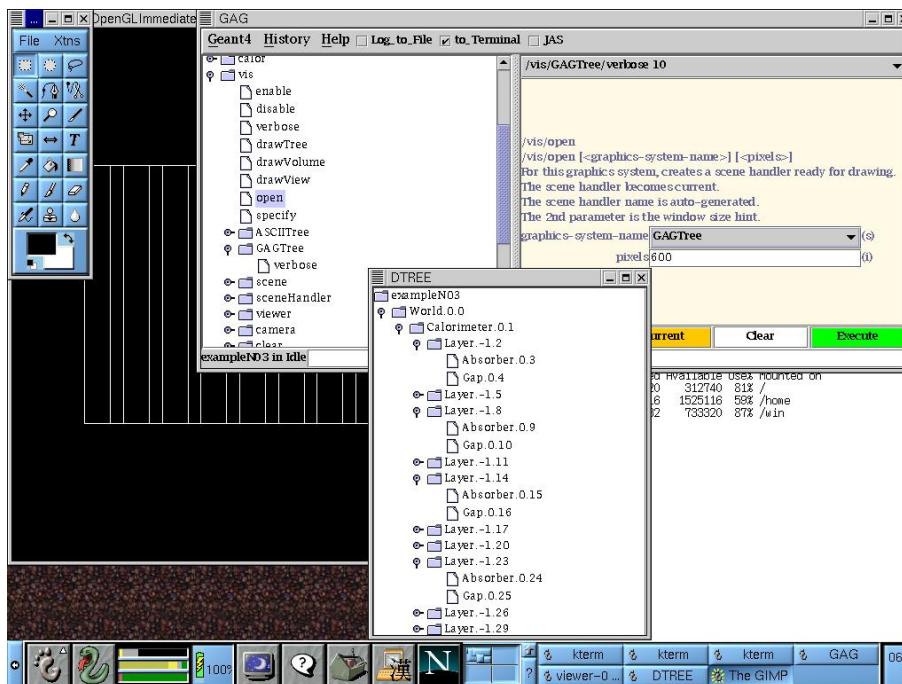 ...
OpenGLImmediate
File Xtns
GAG
Geant4 History Help Log_to_File to_Terminal JAS
calor
vis
enable
disable
verbose
drawTree
drawVolume
drawView
open
specify
ASCIITree
GAGTree
verbose
scene
sceneHandler
viewer
camera
clear
exampleN03 in Idle
/vis/GAGTree/verbose 10
/vis/open
/vis/open [<graphics-system-name>] [<pixels>]
For this graphics system, creates a scene handler ready for drawing.
The scene handler becomes current.
The scene handler name is auto-generated.
The 2nd parameter is the window size hint.
graphics-system-name GAGTree (s)
pixels 600 (i)
urrent Clear Execute
ed Available Use% Mounted on
20 312740 81% /
16 1525116 59% /home
02 733320 87% /win
DTREE
exampleN03
World.0.0
Calorimeter.0.1
Layer.-1.2
Absorber.0.3
Gap.0.4
Layer.-1.5
Layer.-1.8
Absorber.0.9
Gap.0.10
Layer.-1.11
Layer.-1.14
Absorber.0.15
Gap.0.16
Layer.-1.17
Layer.-1.20
Layer.-1.23
Absorber.0.24
Gap.0.25
Layer.-1.26
Layer.-1.29
100%
漢
N
kterm kterm kterm GAG
viewer-0 ... DTREE The GIMP
06